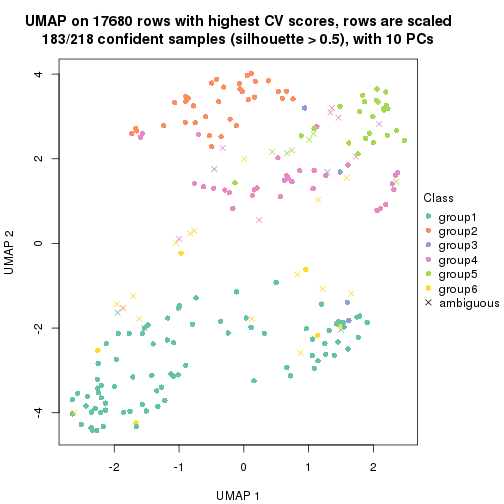 UMAP on 17680 rows with highest CV scores, rows are scaled
183/218 confident samples (silhouette > 0.5), with 10 PCs
4
2
0
-2
-4
UMAP 2
-2
-1
0
1
2
UMAP 1
Class
group1
group2
group3
group4
group5
group6
ambiguous